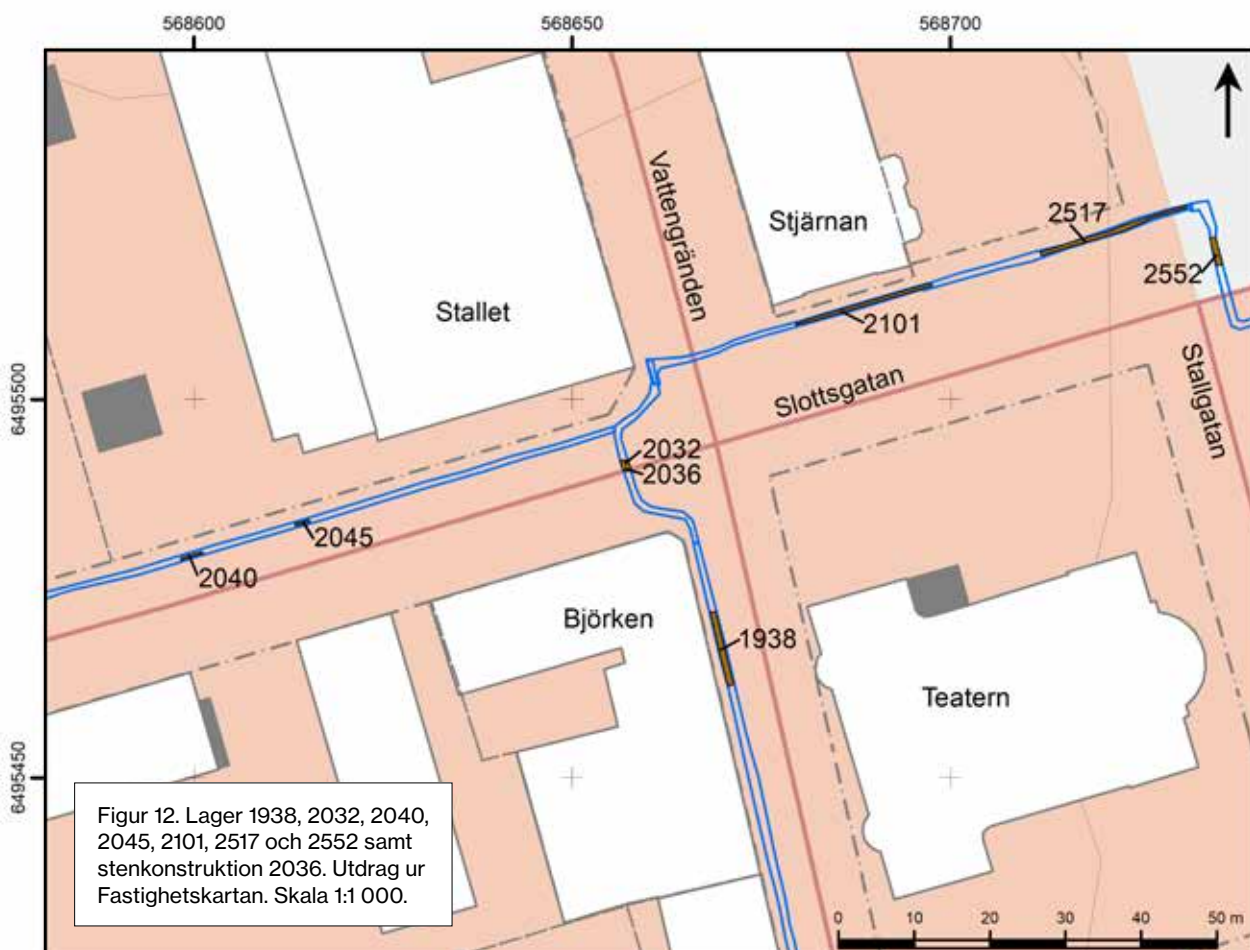 568600
568650
568700
6495500
6495450
Vattengränden
Stjärnan
2517
2552
Stallet
2101
Slottsgatan
Stallgatan
2032
2036
2045
2040
Björken
1938
Teatern
Figur 12. Lager 1938, 2032, 2040,
2045, 2101, 2517 och 2552 samt
stenkonstruktion 2036. Utdrag ur
Fastighetskartan. Skala 1:1 000.
0 10 20 30 40 50 m